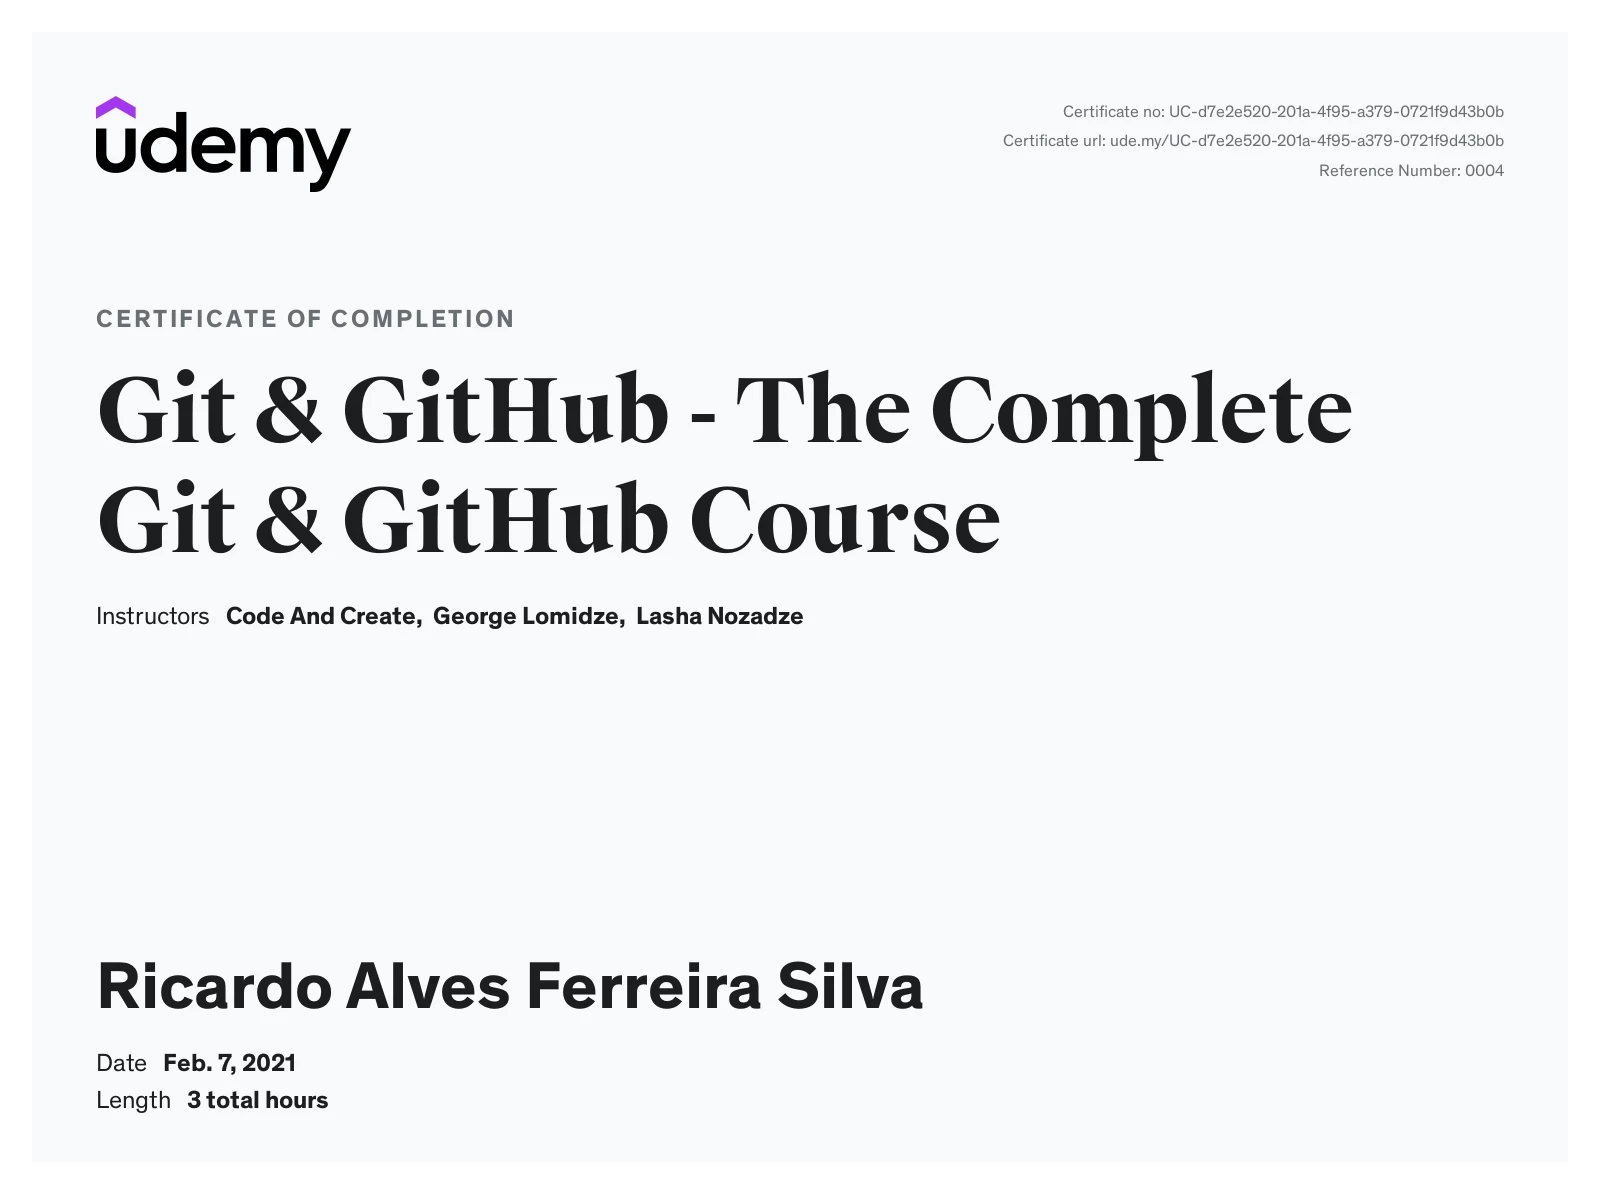 udemy
Certificate no: UC-d7e2e520-201a-4f95-a379-0721f9d43b0b
Certificate url: ude.my/UC-d7e2e520-201a-4f95-a379-0721f9d43b0b
Reference Number: 0004
CERTIFICATE OF COMPLETION
Git & GitHub - The Complete
Git & GitHub Course
Instructors Code And Create, George Lomidze, Lasha Nozadze
Ricardo Alves Ferreira Silva
Date Feb. 7, 2021
Length 3 total hours